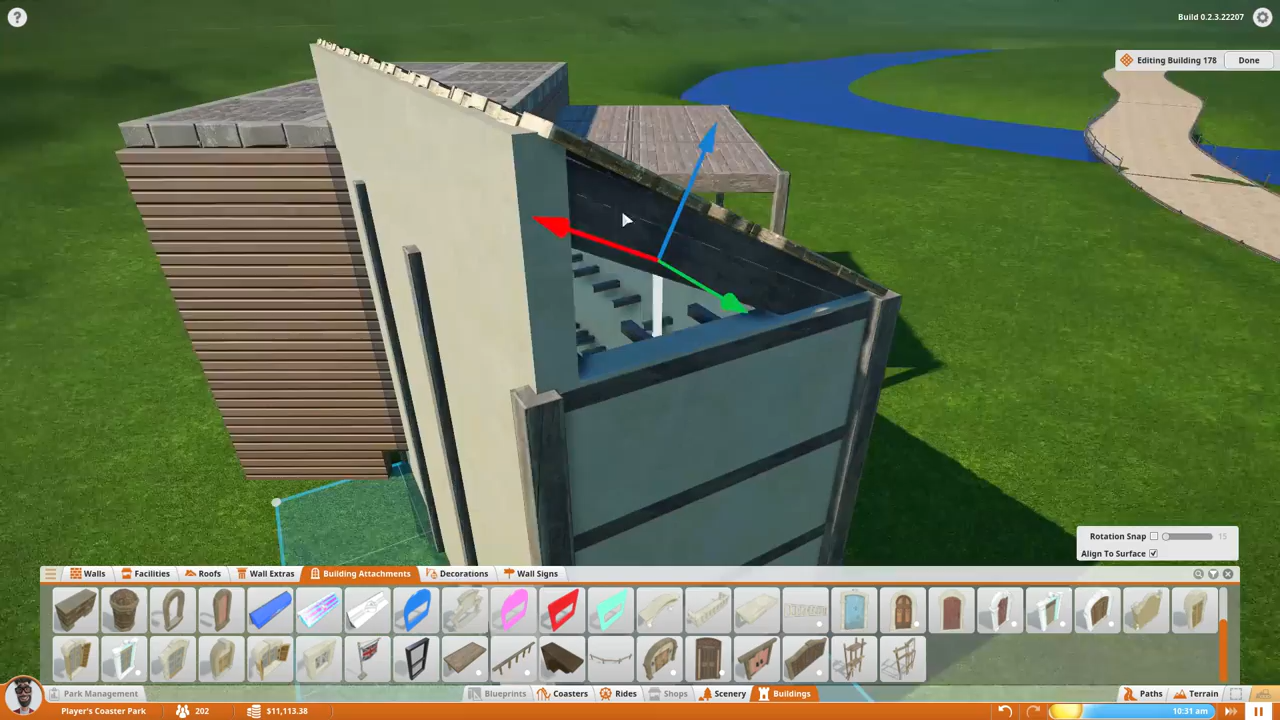 ?
Build 0.2.3.22207
Editing Building 178 Done
Rotation Snap 15
Align To Surface
Walls Facilities Roofs Wall Extras Building Attachments Decorations Wall Signs
Park Management Blueprints Coasters Rides Shops Scenery Buildings Paths Terrain
Player's Coaster Park 202 $11,113.38 10:31 am